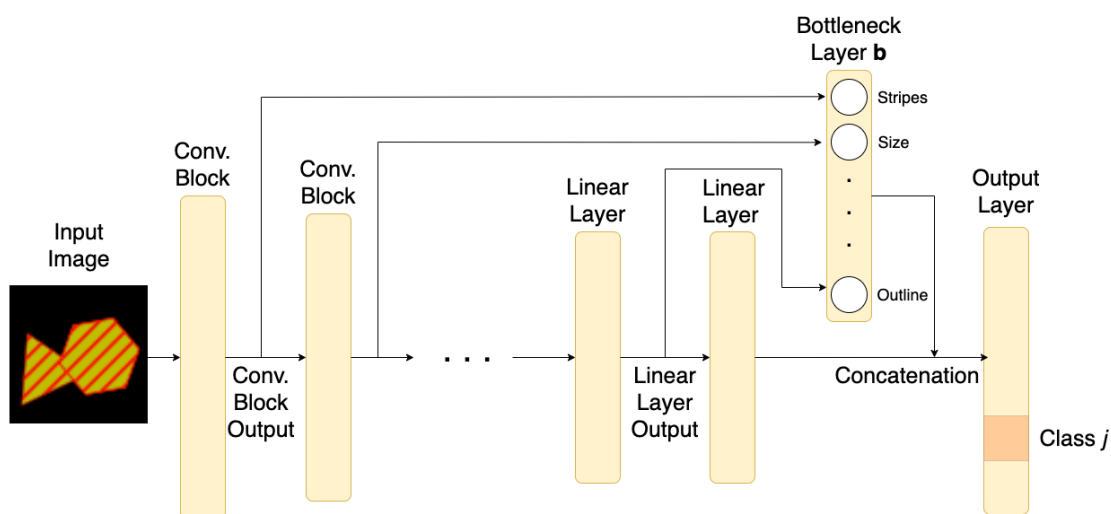 Bottleneck
Layer b
Stripes
Size
Outline
Conv.
Block
Conv.
Block
Linear
Layer
Linear
Layer
Output
Layer
Input
Image
. . .
Conv.
Block
Output
Linear
Layer
Output
Concatenation
Class j